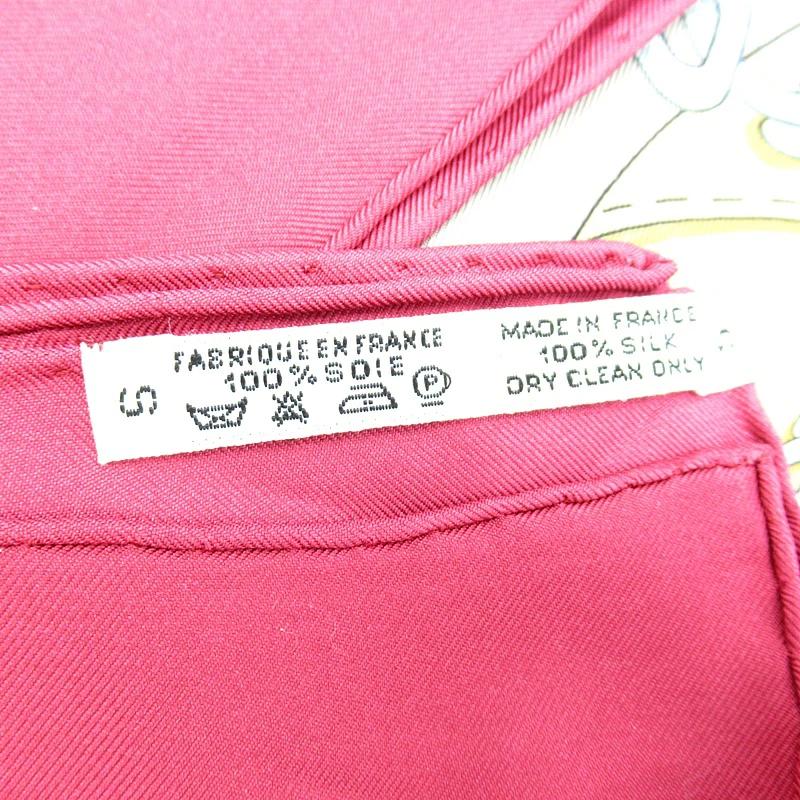 S
FABRIQUE EN FRANCE
100% SOIE
P
MADE IN FRANCE
100% SILK
DRY CLEAN ONLY